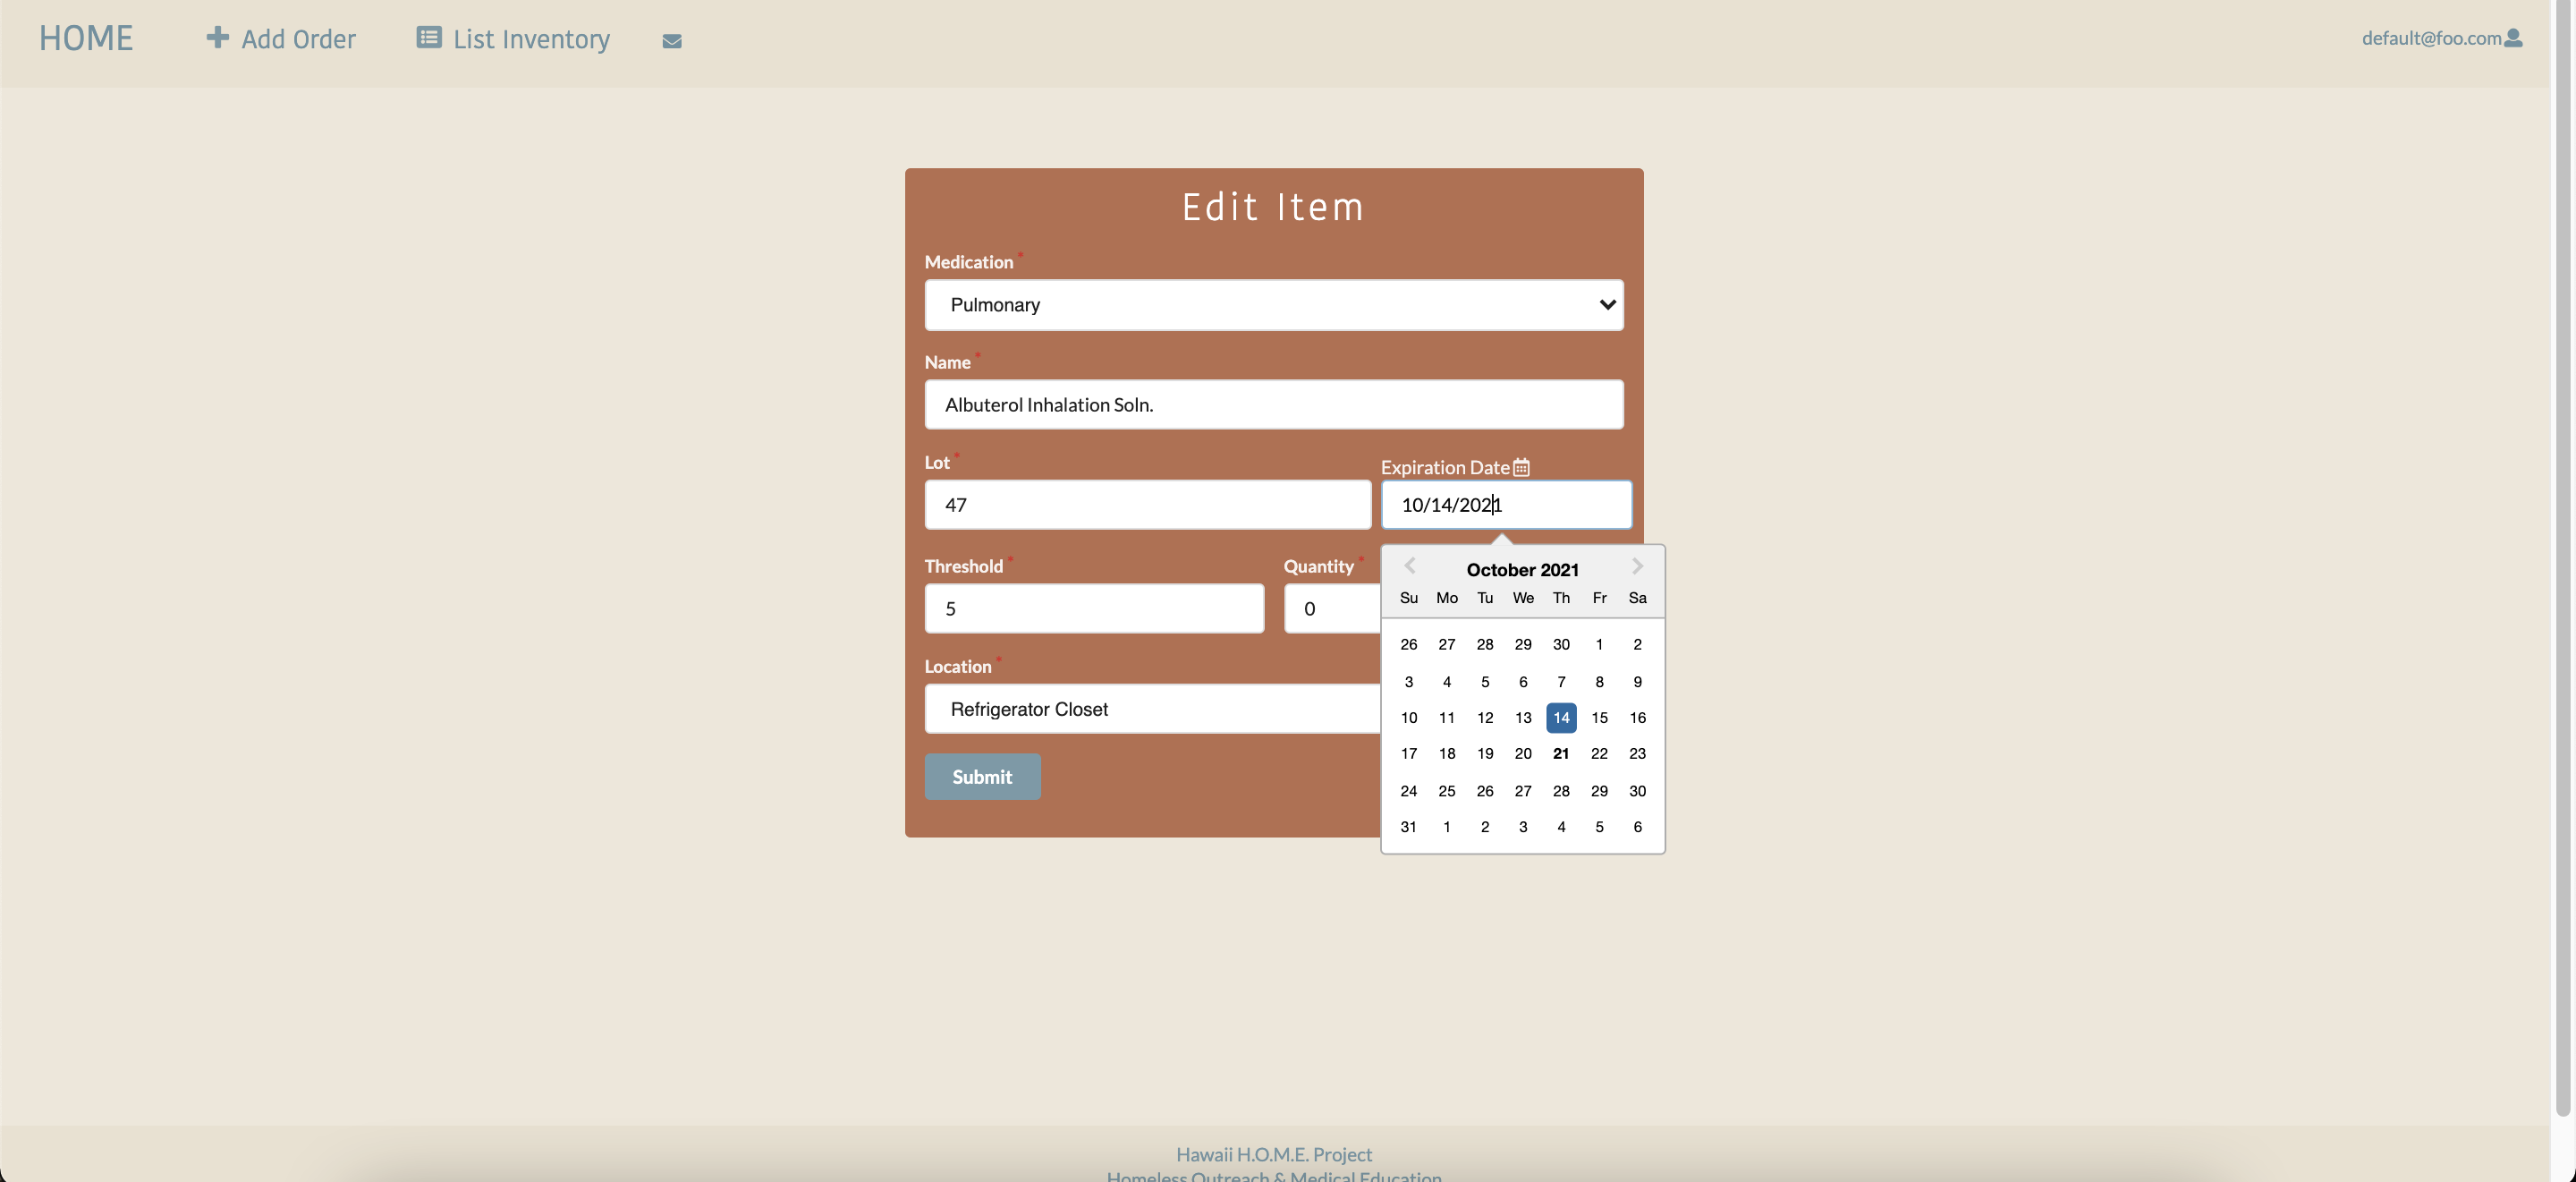 HOME Add Order List Inventory default@foo.com
Edit Item
Medication *
Pulmonary
Name *
Albuterol Inhalation Soln.
Lot * Expiration Date
47 10/14/2021
Threshold * Quantity *
5 0
Location *
Refrigerator Closet
Submit
October 2021
Su Mo Tu We Th Fr Sa
26 27 28 29 30 1 2
3 4 5 6 7 8 9
10 11 12 13 14 15 16
17 18 19 20 21 22 23
24 25 26 27 28 29 30
31 1 2 3 4 5 6
Hawaii H.O.M.E. Project
Homeless Outreach & Medical Education